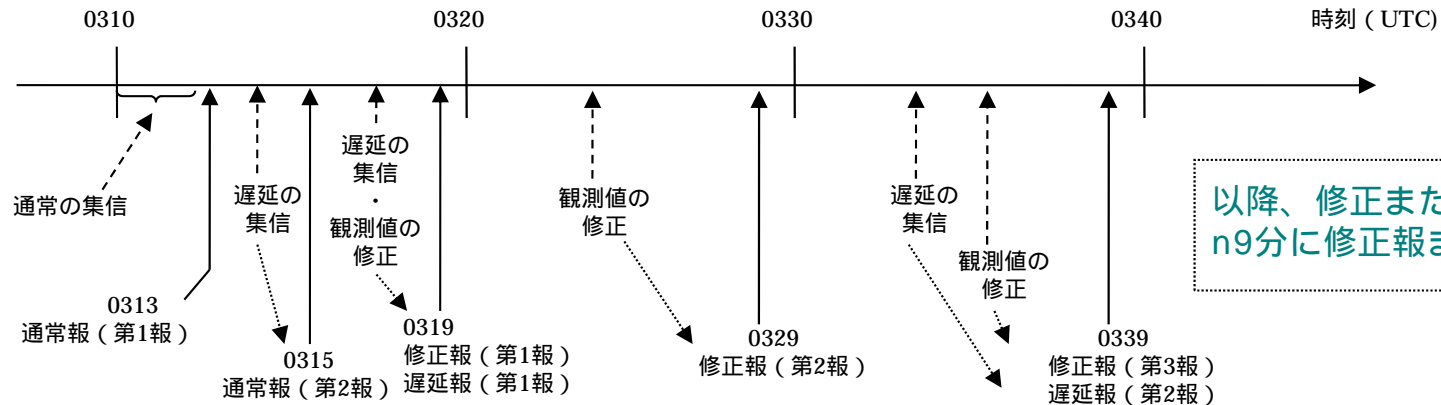 0310
0320
0330
0340
時刻（UTC)
通常の集信
遅延の
集信
遅延の
集信
・
観測値の
修正
観測値の
修正
遅延の
集信
観測値の
修正
以降、修正また
n9分に修正報ま
0313
通常報（第1報）
0315
通常報（第2報）
0319
修正報（第1報）
遅延報（第1報）
0329
修正報（第2報）
0339
修正報（第3報）
遅延報（第2報）